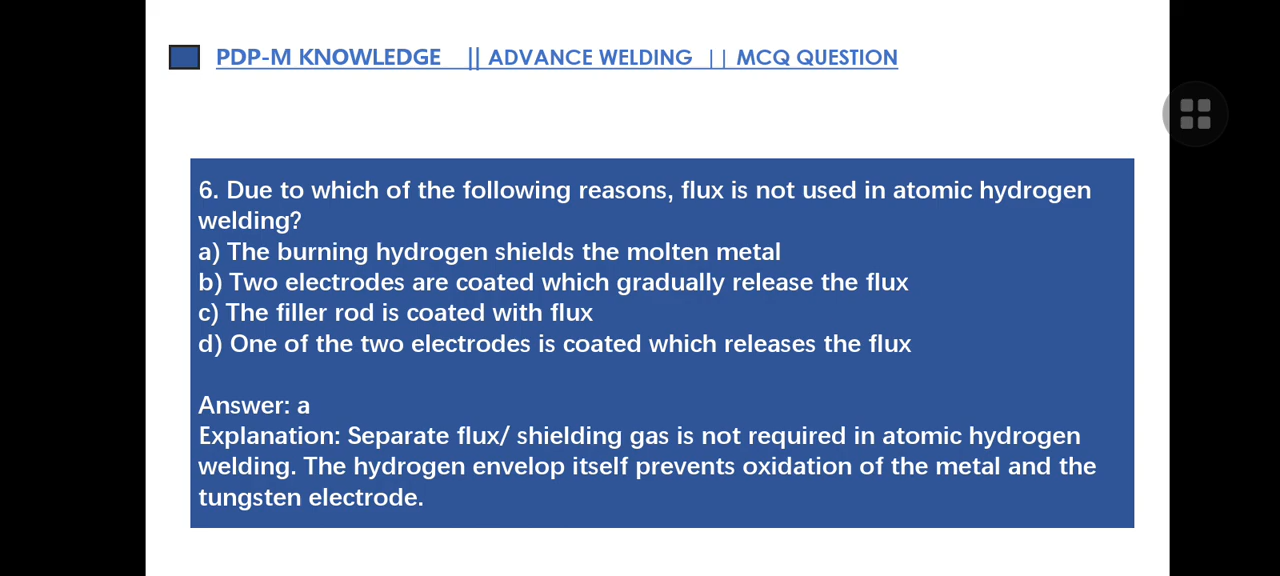 PDP-M KNOWLEDGE || ADVANCE WELDING || MCQ QUESTION
6. Due to which of the following reasons, flux is not used in atomic hydrogen
welding?
a) The burning hydrogen shields the molten metal
b) Two electrodes are coated which gradually release the flux
c) The filler rod is coated with flux
d) One of the two electrodes is coated which releases the flux
Answer: a
Explanation: Separate flux/ shielding gas is not required in atomic hydrogen
welding. The hydrogen envelop itself prevents oxidation of the metal and the
tungsten electrode.